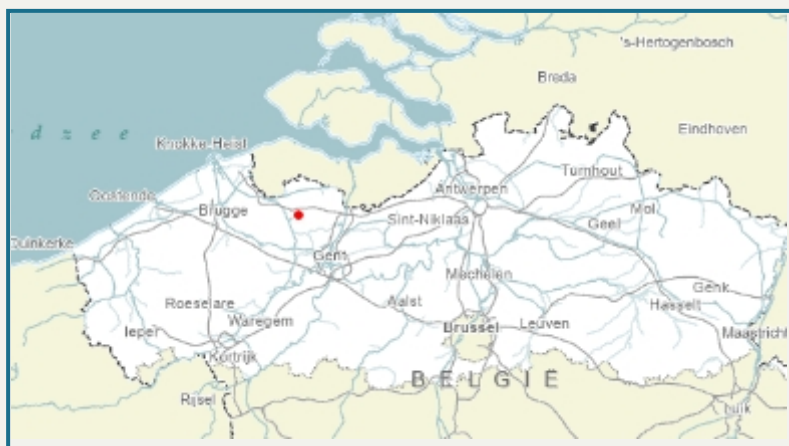 's-Hertogenbosch
Breda
Eindhoven
d z e e
Knokke-Heist
Turnhout
Antwerpen
Oostende
Brugge
Mol
Sint-Niklaas
Geel
Duinkerke
Gent
Mechelen
Genk
Roeselare
Aalst
Hasselt
Waregem
Brussel
Leuven
Ieper
Maastricht
Kortrijk
BELGIË
Rijsel
Luik